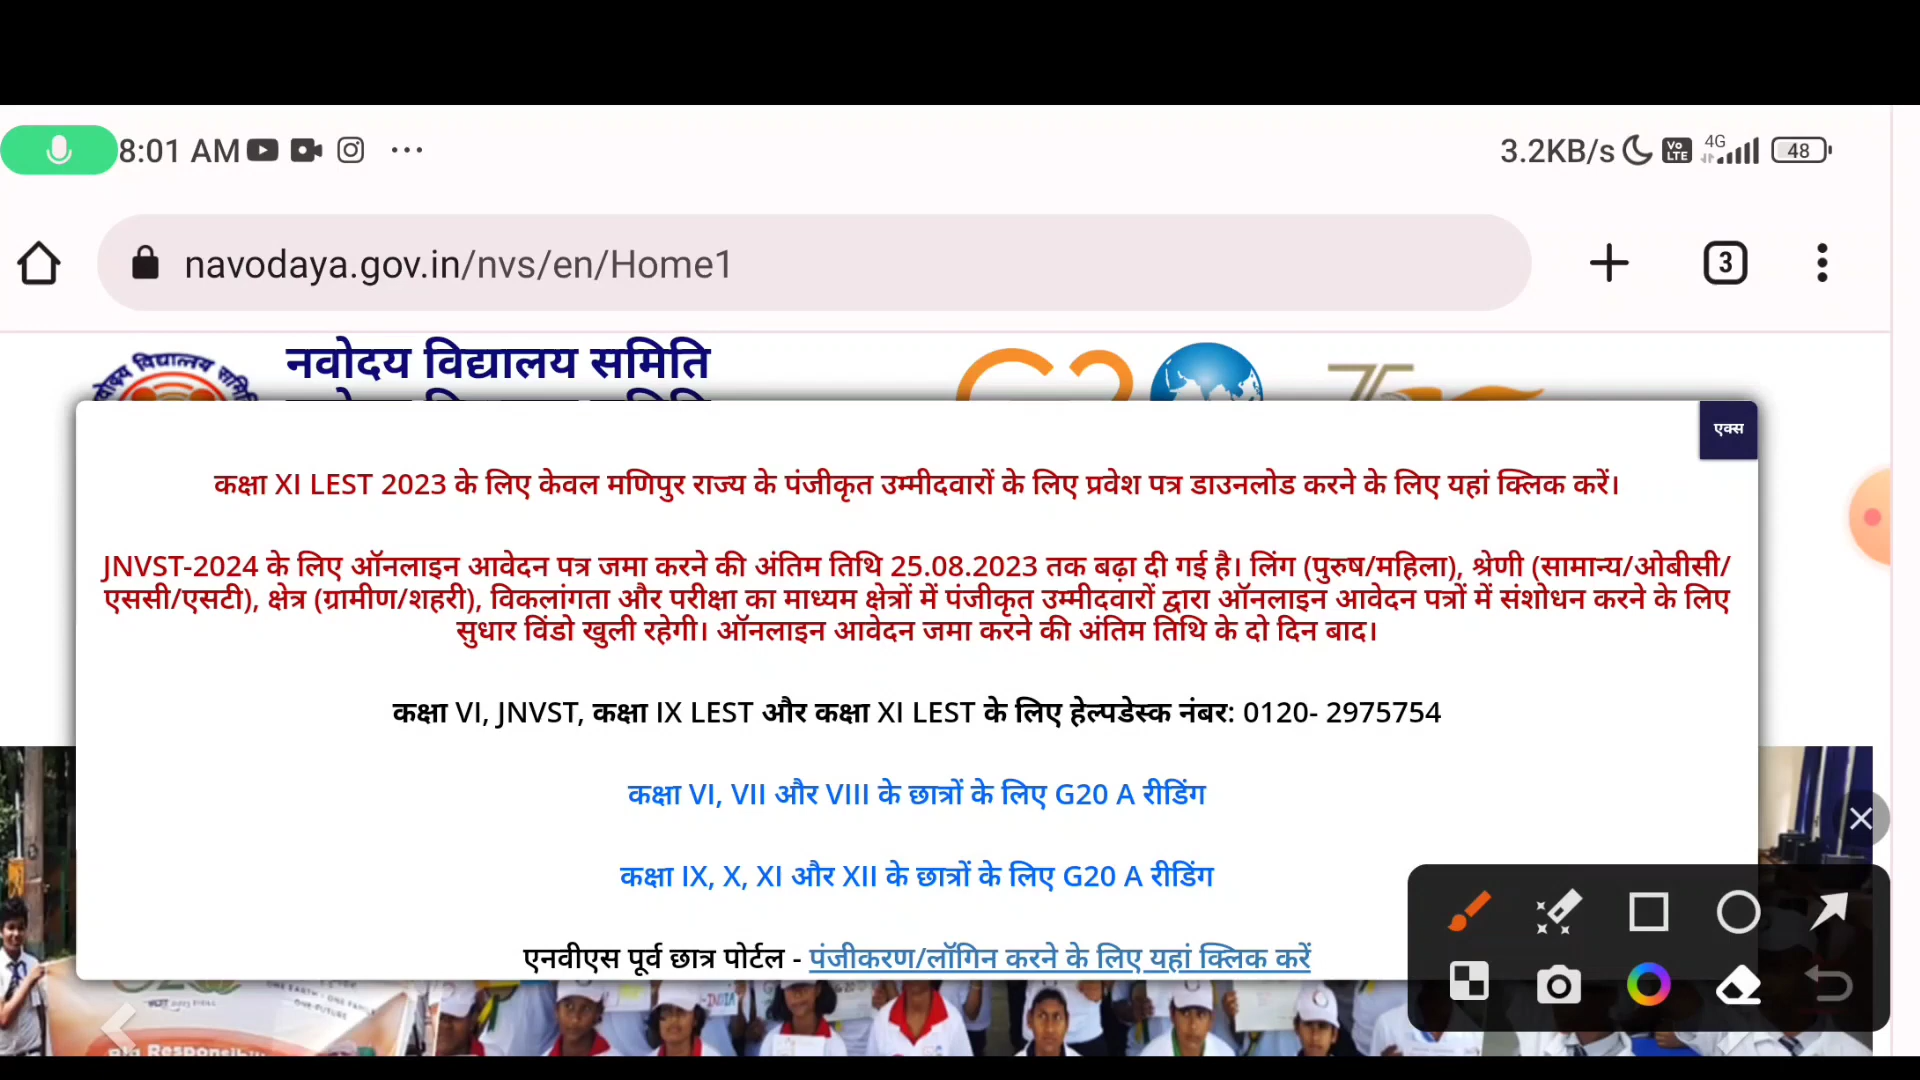 8:01 AM
3.2KB/s
Vo LTE
4G
48
navodaya.gov.in/nvs/en/Home1
3
नवोदय विद्यालय समिति
विद्यालय
75
एक्स
कक्षा XI LEST 2023 के लिए केवल मणिपुर राज्य के पंजीकृत उम्मीदवारों के लिए प्रवेश पत्र डाउनलोड करने के लिए यहां क्लिक करें।
JNVST-2024 के लिए ऑनलाइन आवेदन पत्र जमा करने की अंतिम तिथि 25.08.2023 तक बढ़ा दी गई है। लिंग (पुरुष/महिला), श्रेणी (सामान्य/ओबीसी/
एससी/एसटी), क्षेत्र (ग्रामीण/शहरी), विकलांगता और परीक्षा का माध्यम क्षेत्रों में पंजीकृत उम्मीदवारों द्वारा ऑनलाइन आवेदन पत्रों में संशोधन करने के लिए
सुधार विंडो खुली रहेगी। ऑनलाइन आवेदन जमा करने की अंतिम तिथि के दो दिन बाद।
कक्षा VI, JNVST, कक्षा IX LEST और कक्षा XI LEST के लिए हेल्पडेस्क नंबर: 0120- 2975754
कक्षा VI, VII और VIII के छात्रों के लिए G20 A रीडिंग
कक्षा IX, X, XI और XII के छात्रों के लिए G20 A रीडिंग
एनवीएस पूर्व छात्र पोर्टल - पंजीकरण/लॉगिन करने के लिए यहां क्लिक करें